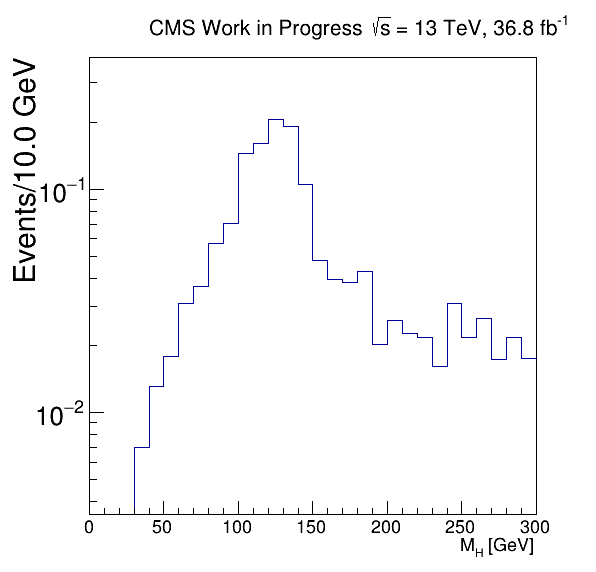 CMS Work in Progress √s = 13 TeV, 36.8 fb⁻¹
Events/10.0 GeV
10⁻¹
10⁻²
0 50 100 150 200 250 300
M_H [GeV]